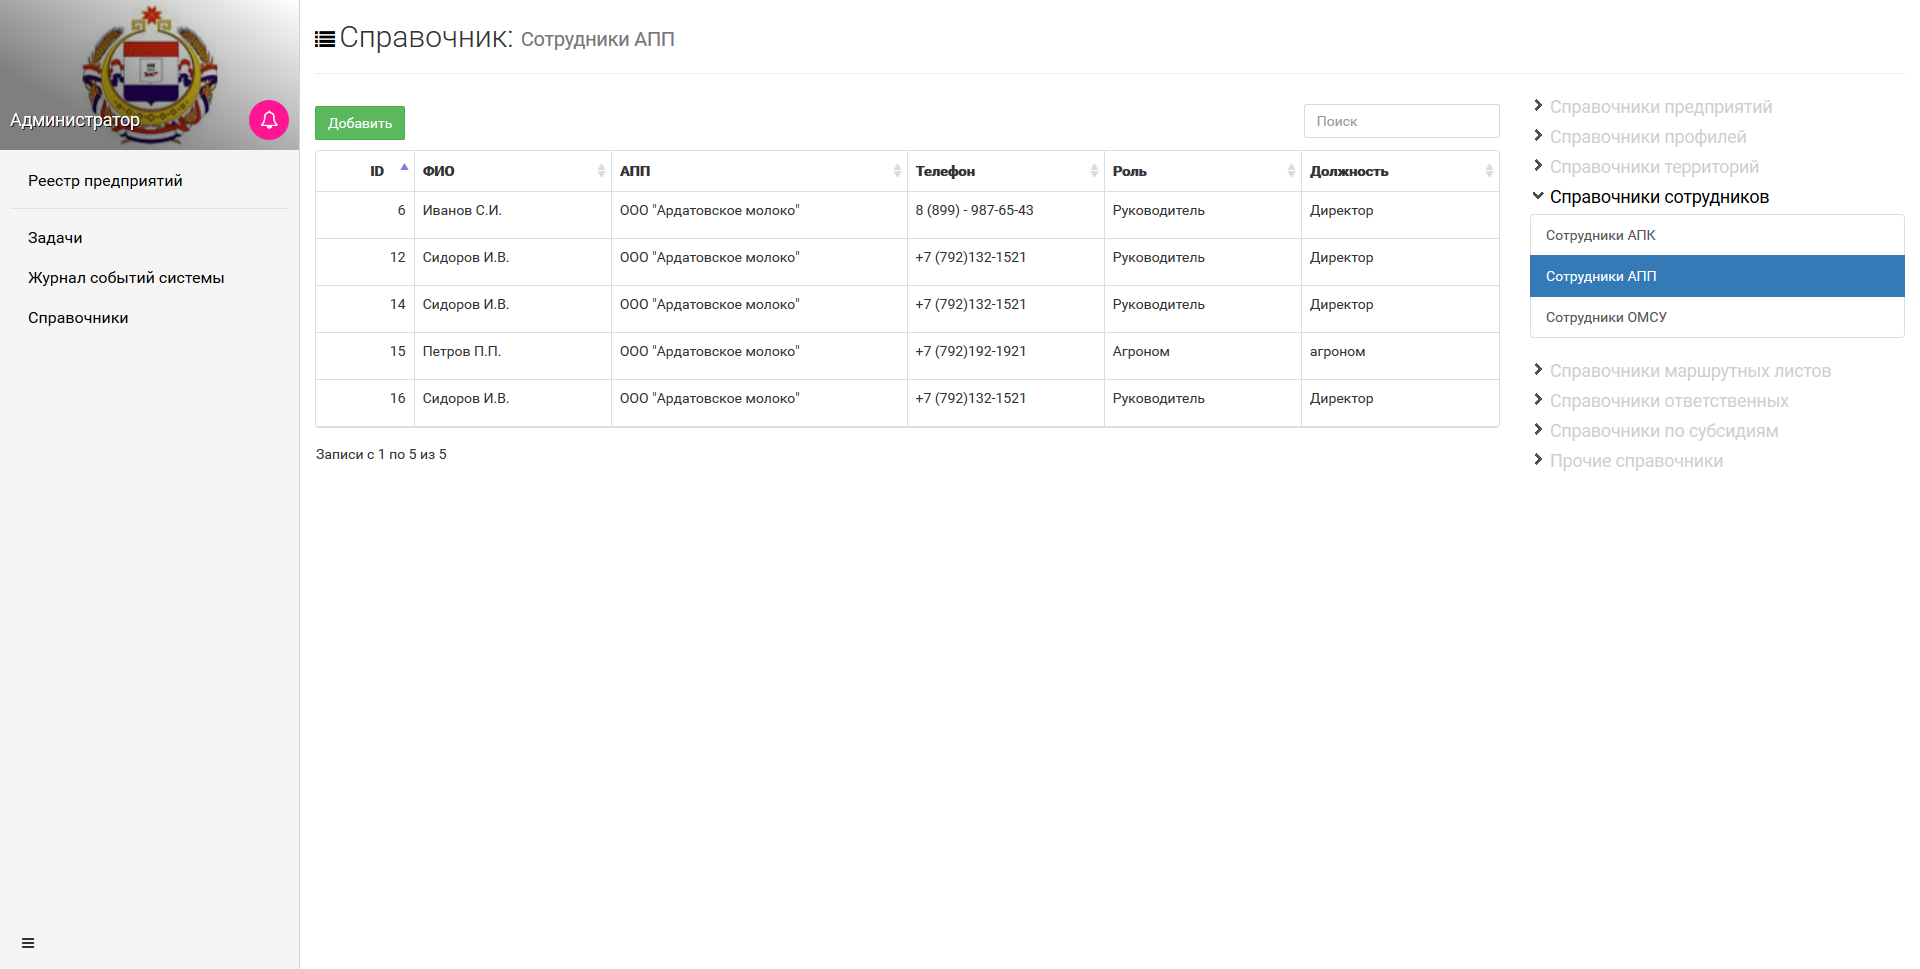 Администратор
Реестр предприятий
Задачи
Журнал событий системы
Справочники
Справочник: Сотрудники АПП
Добавить
Поиск
ID ФИО АПП Телефон Роль Должность
6 Иванов С.И. ООО "Ардатовское молоко" 8 (899) - 987-65-43 Руководитель Директор
12 Сидоров И.В. ООО "Ардатовское молоко" +7 (792)132-1521 Руководитель Директор
14 Сидоров И.В. ООО "Ардатовское молоко" +7 (792)132-1521 Руководитель Директор
15 Петров П.П. ООО "Ардатовское молоко" +7 (792)192-1921 Агроном агроном
16 Сидоров И.В. ООО "Ардатовское молоко" +7 (792)132-1521 Руководитель Директор
Записи с 1 по 5 из 5
Справочники предприятий
Справочники профилей
Справочники территорий
Справочники сотрудников
Сотрудники АПК
Сотрудники АПП
Сотрудники ОМСУ
Справочники маршрутных листов
Справочники ответственных
Справочники по субсидиям
Прочие справочники